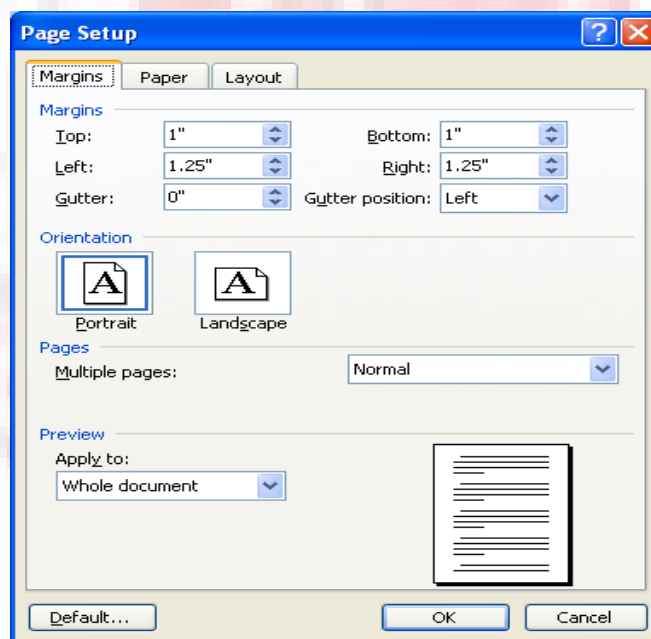 Page Setup
Margins Paper Layout
Margins
Top: 1" Bottom: 1"
Left: 1.25" Right: 1.25"
Gutter: 0" Gutter position: Left
Orientation
A A
Portrait Landscape
Pages
Multiple pages: Normal
Preview
Apply to:
Whole document
Default... OK Cancel